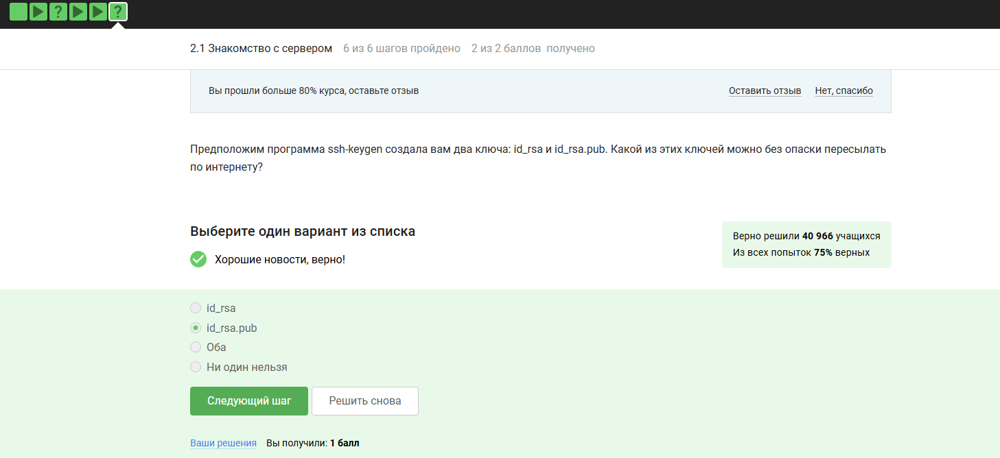 ? ?
2.1 Знакомство с сервером 6 из 6 шагов пройдено 2 из 2 баллов получено
Вы прошли больше 80% курса, оставьте отзыв Оставить отзыв Нет, спасибо
Предположим программа ssh-keygen создала вам два ключа: id_rsa и id_rsa.pub. Какой из этих ключей можно без опаски пересылать
по интернету?
Выберите один вариант из списка
Хорошие новости, верно!
Верно решили 40 966 учащихся
Из всех попыток 75% верных
id_rsa
id_rsa.pub
Оба
Ни один нельзя
Следующий шаг Решить снова
Ваши решения Вы получили: 1 балл